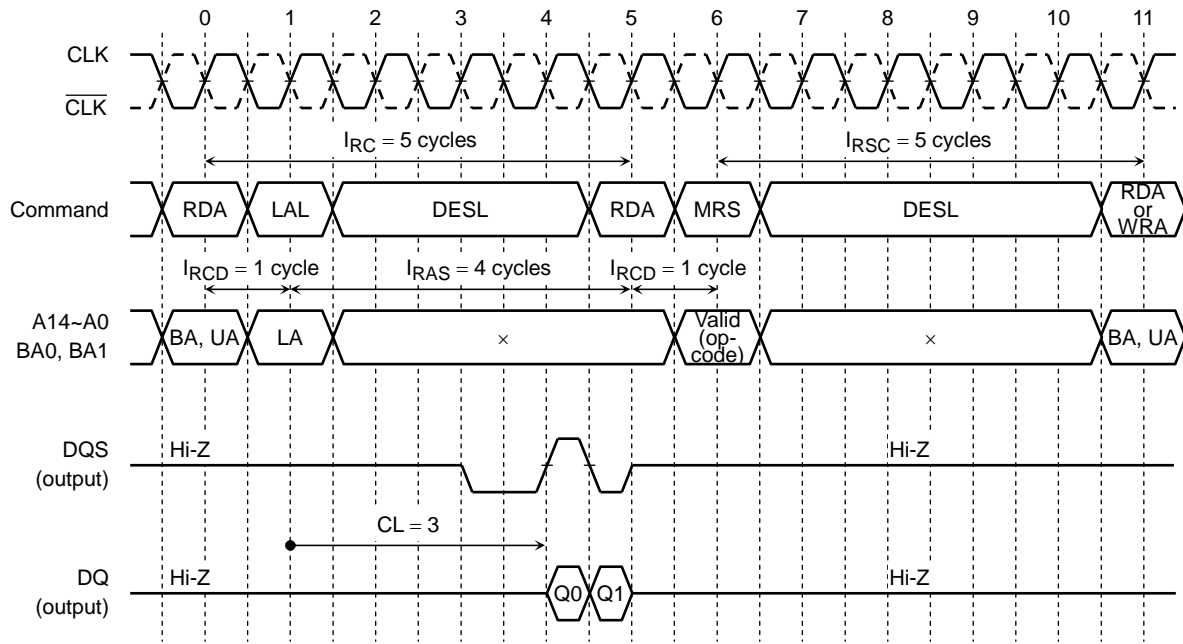 0 1 2 3 4 5 6 7 8 9 10 11
CLK
CLK
IRC = 5 cycles
IRSC = 5 cycles
Command
RDA
LAL
DESL
RDA
MRS
DESL
RDA
or
WRA
IRCD = 1 cycle
IRAS = 4 cycles
IRCD = 1 cycle
A14~A0
BA0, BA1
BA, UA
LA
×
Valid
(op-
code)
×
BA, UA
DQS
(output)
Hi-Z
Hi-Z
CL = 3
DQ
(output)
Hi-Z
Q0
Q1
Hi-Z